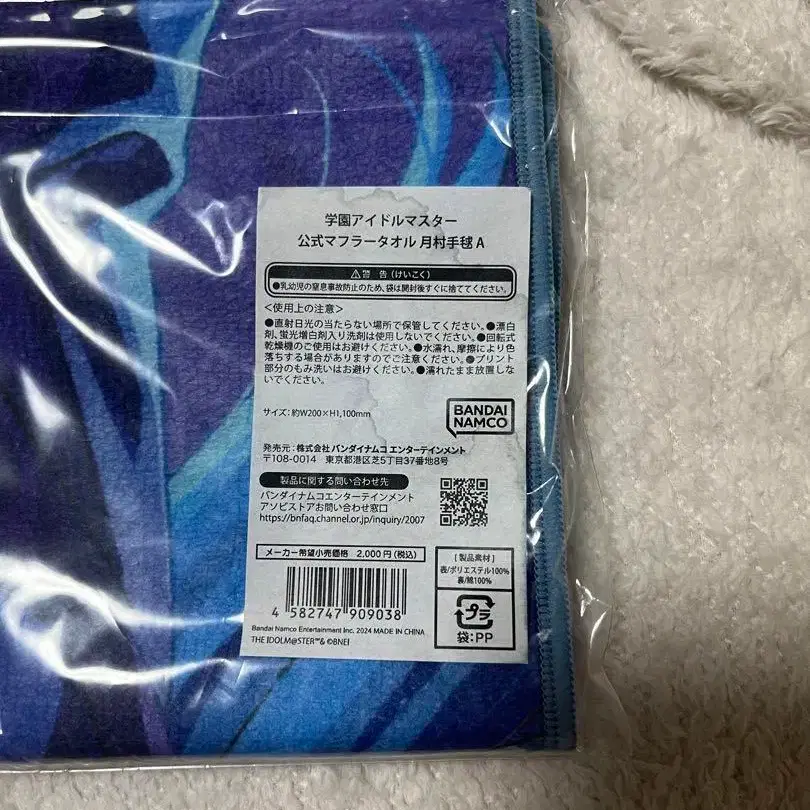 学園アイドルマスター
公式マフラータオル 月村手毬 A
⚠警 告(けいこく)
●乳幼児の窒息事故防止のため、袋は開封後すぐに捨ててください。
<使用上の注意>
●直射日光の当たらない場所で保管してください。●漂白
剤、蛍光増白剤入り洗剤は使用しないでください。●回転式
乾燥機のご使用はお避けください。●水濡れ、摩擦により色
落ちする場合がありますのでご注意ください。●プリント
部分のもみ洗いはお避けください。●濡れたまま放置しな
いでください。
サイズ:約W200×H1,100mm
BANDAI
NAMCO
発売元:株式会社 バンダイナムコ エンターテインメント
〒108-0014 東京都港区芝5丁目37番地8号
製品に関する問い合わせ先
バンダイナムコエンターテインメント
アソビストアお問い合わせ窓口
https://bnfaq.channel.or.jp/inquiry/2007
メーカー希望小売価格 2,000円(税込)
4 582747 909038
Bandai Namco Entertainment Inc. 2024 MADE IN CHINA
THE IDOLM@STER™& ©BNEI
[製品素材]
表/ポリエステル100%
裏/綿100%
プラ
袋:PP